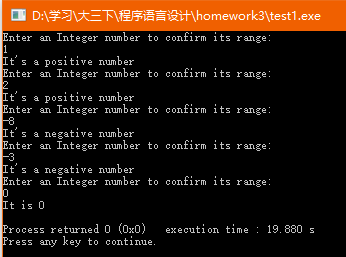 D:\学习\大三下\程序语言设计\homework3\test1.exe
Enter an Integer number to confirm its range:
1
It's a positive number
Enter an Integer number to confirm its range:
2
It's a positive number
Enter an Integer number to confirm its range:
-8
It's a negative number
Enter an Integer number to confirm its range:
-3
It's a negative number
Enter an Integer number to confirm its range:
0
It is 0
Process returned 0 (0x0)   execution time : 19.880 s
Press any key to continue.